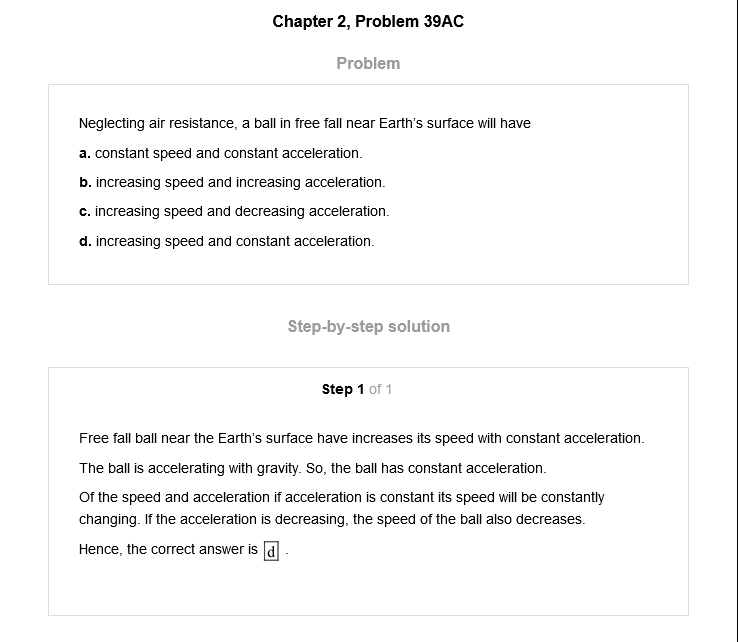 Chapter 2, Problem 39AC
Problem
Neglecting air resistance, a ball in free fall near Earth's surface will have
a. constant speed and constant acceleration.
b. increasing speed and increasing acceleration.
c. increasing speed and decreasing acceleration.
d. increasing speed and constant acceleration.
Step-by-step solution
Step 1 of 1
Free fall ball near the Earth's surface have increases its speed with constant acceleration.
The ball is accelerating with gravity. So, the ball has constant acceleration.
Of the speed and acceleration if acceleration is constant its speed will be constantly
changing. If the acceleration is decreasing, the speed of the ball also decreases.
Hence, the correct answer is d .